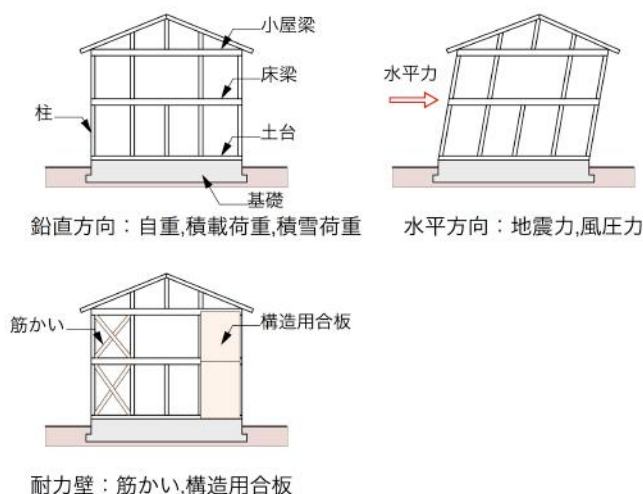 小屋梁
床梁
柱
土台
基礎
鉛直方向：自重,積載荷重,積雪荷重
水平力
水平方向：地震力,風圧力
筋かい
構造用合板
耐力壁：筋かい,構造用合板